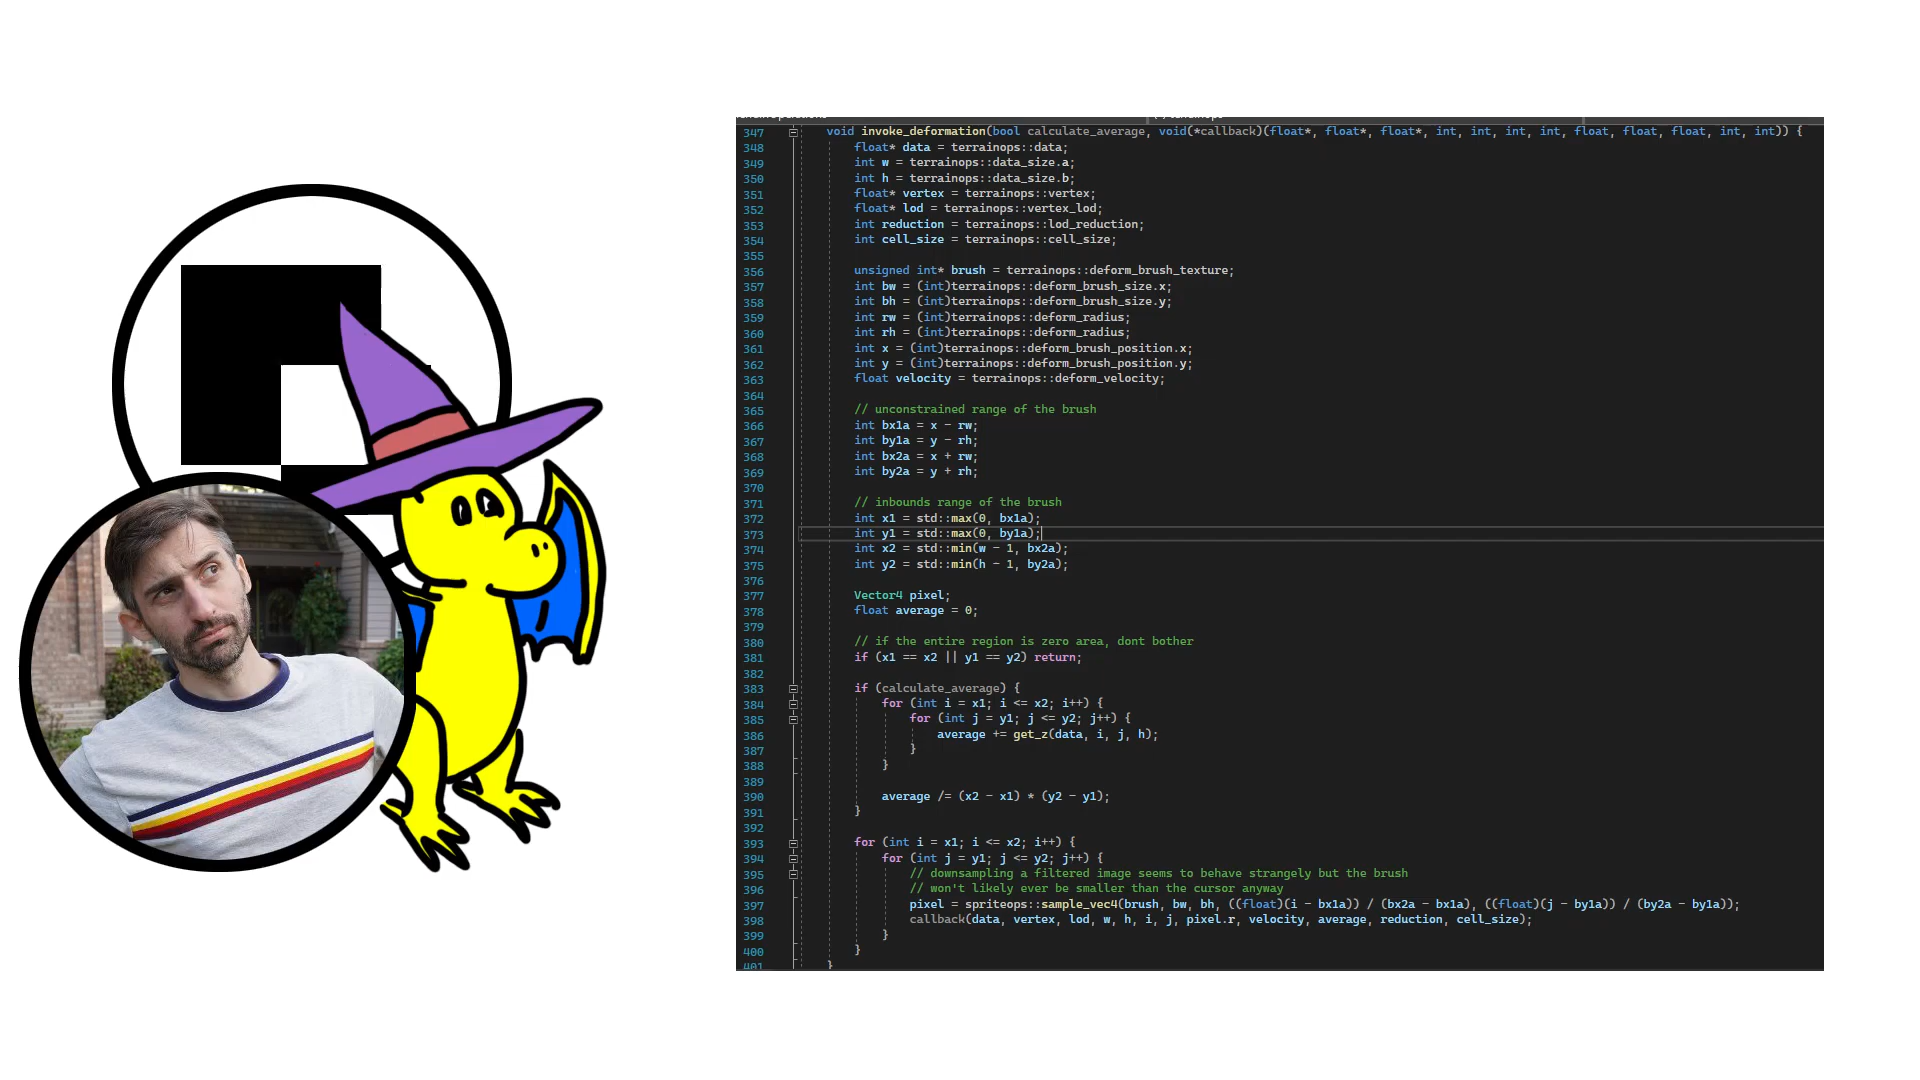 347 void invoke_deformation(bool calculate_average, void(*callback)(float*, float*, float*, int, int, int, int, float, float, float, int, int)) {
348 float* data = terrainops::data;
349 int w = terrainops::data_size.a;
350 int h = terrainops::data_size.b;
351 float* vertex = terrainops::vertex;
352 float* lod = terrainops::vertex_lod;
353 int reduction = terrainops::lod_reduction;
354 int cell_size = terrainops::cell_size;
355
356 unsigned int* brush = terrainops::deform_brush_texture;
357 int bw = (int)terrainops::deform_brush_size.x;
358 int bh = (int)terrainops::deform_brush_size.y;
359 int rw = (int)terrainops::deform_radius;
360 int rh = (int)terrainops::deform_radius;
361 int x = (int)terrainops::deform_brush_position.x;
362 int y = (int)terrainops::deform_brush_position.y;
363 float velocity = terrainops::deform_velocity;
364
365 // unconstrained range of the brush
366 int bx1a = x - rw;
367 int by1a = y - rh;
368 int bx2a = x + rw;
369 int by2a = y + rh;
370
371 // inbounds range of the brush
372 int x1 = std::max(0, bx1a);
373 int y1 = std::max(0, by1a);
374 int x2 = std::min(w - 1, bx2a);
375 int y2 = std::min(h - 1, by2a);
376
377 Vector4 pixel;
378 float average = 0;
379
380 // if the entire region is zero area, dont bother
381 if (x1 == x2 || y1 == y2) return;
382
383 if (calculate_average) {
384 for (int i = x1; i <= x2; i++) {
385 for (int j = y1; j <= y2; j++) {
386 average += get_z(data, i, j, h);
387 }
388 }
389
390 average /= (x2 - x1) * (y2 - y1);
391 }
392
393 for (int i = x1; i <= x2; i++) {
394 for (int j = y1; j <= y2; j++) {
395 // downsampling a filtered image seems to behave strangely but the brush
396 // won't likely ever be smaller than the cursor anyway
397 pixel = spriteops::sample_vec4(brush, bw, bh, ((float)(i - bx1a)) / (bx2a - bx1a), ((float)(j - by1a)) / (by2a - by1a));
398 callback(data, vertex, lod, w, h, i, j, pixel.r, velocity, average, reduction, cell_size);
399 }
400 }
401 }